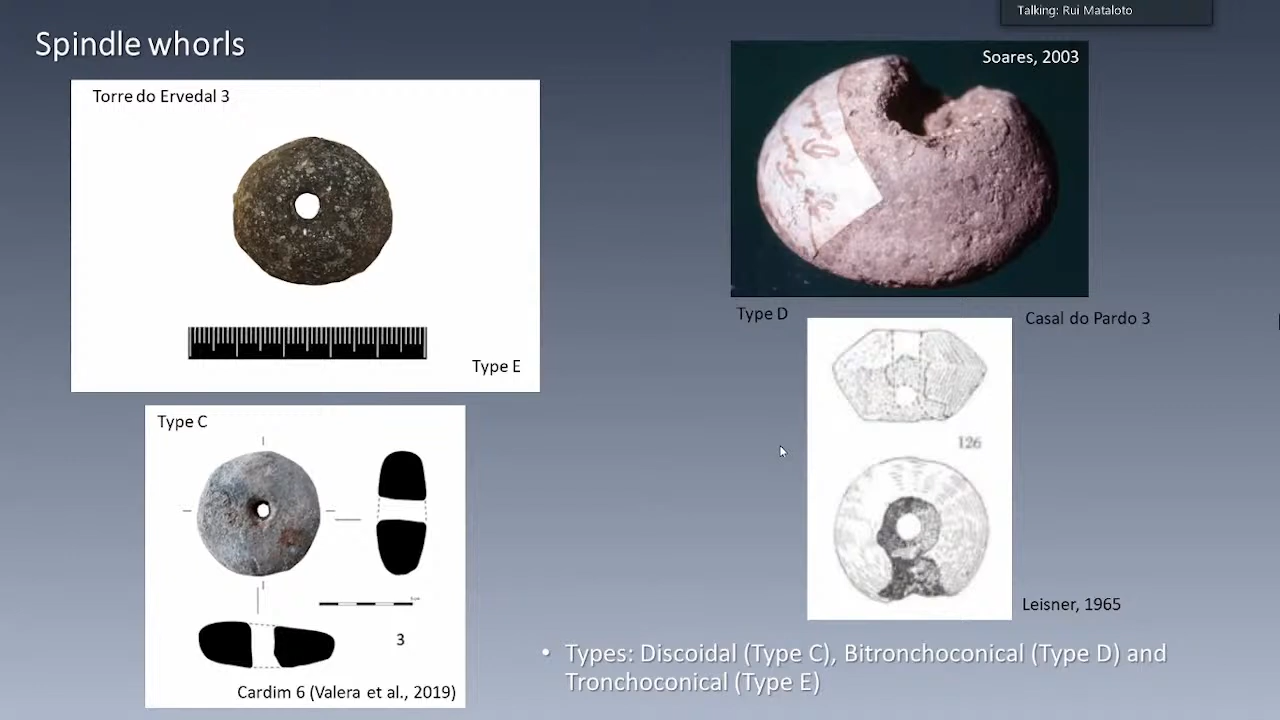 Talking: Rui Mataloto
Spindle whorls
Torre do Ervedal 3
Type E
Soares, 2003
Type D
Casal do Pardo 3
126
Leisner, 1965
Type C
3
Cardim 6 (Valera et al., 2019)
• Types: Discoidal (Type C), Bitronchoconical (Type D) and
Tronchoconical (Type E)